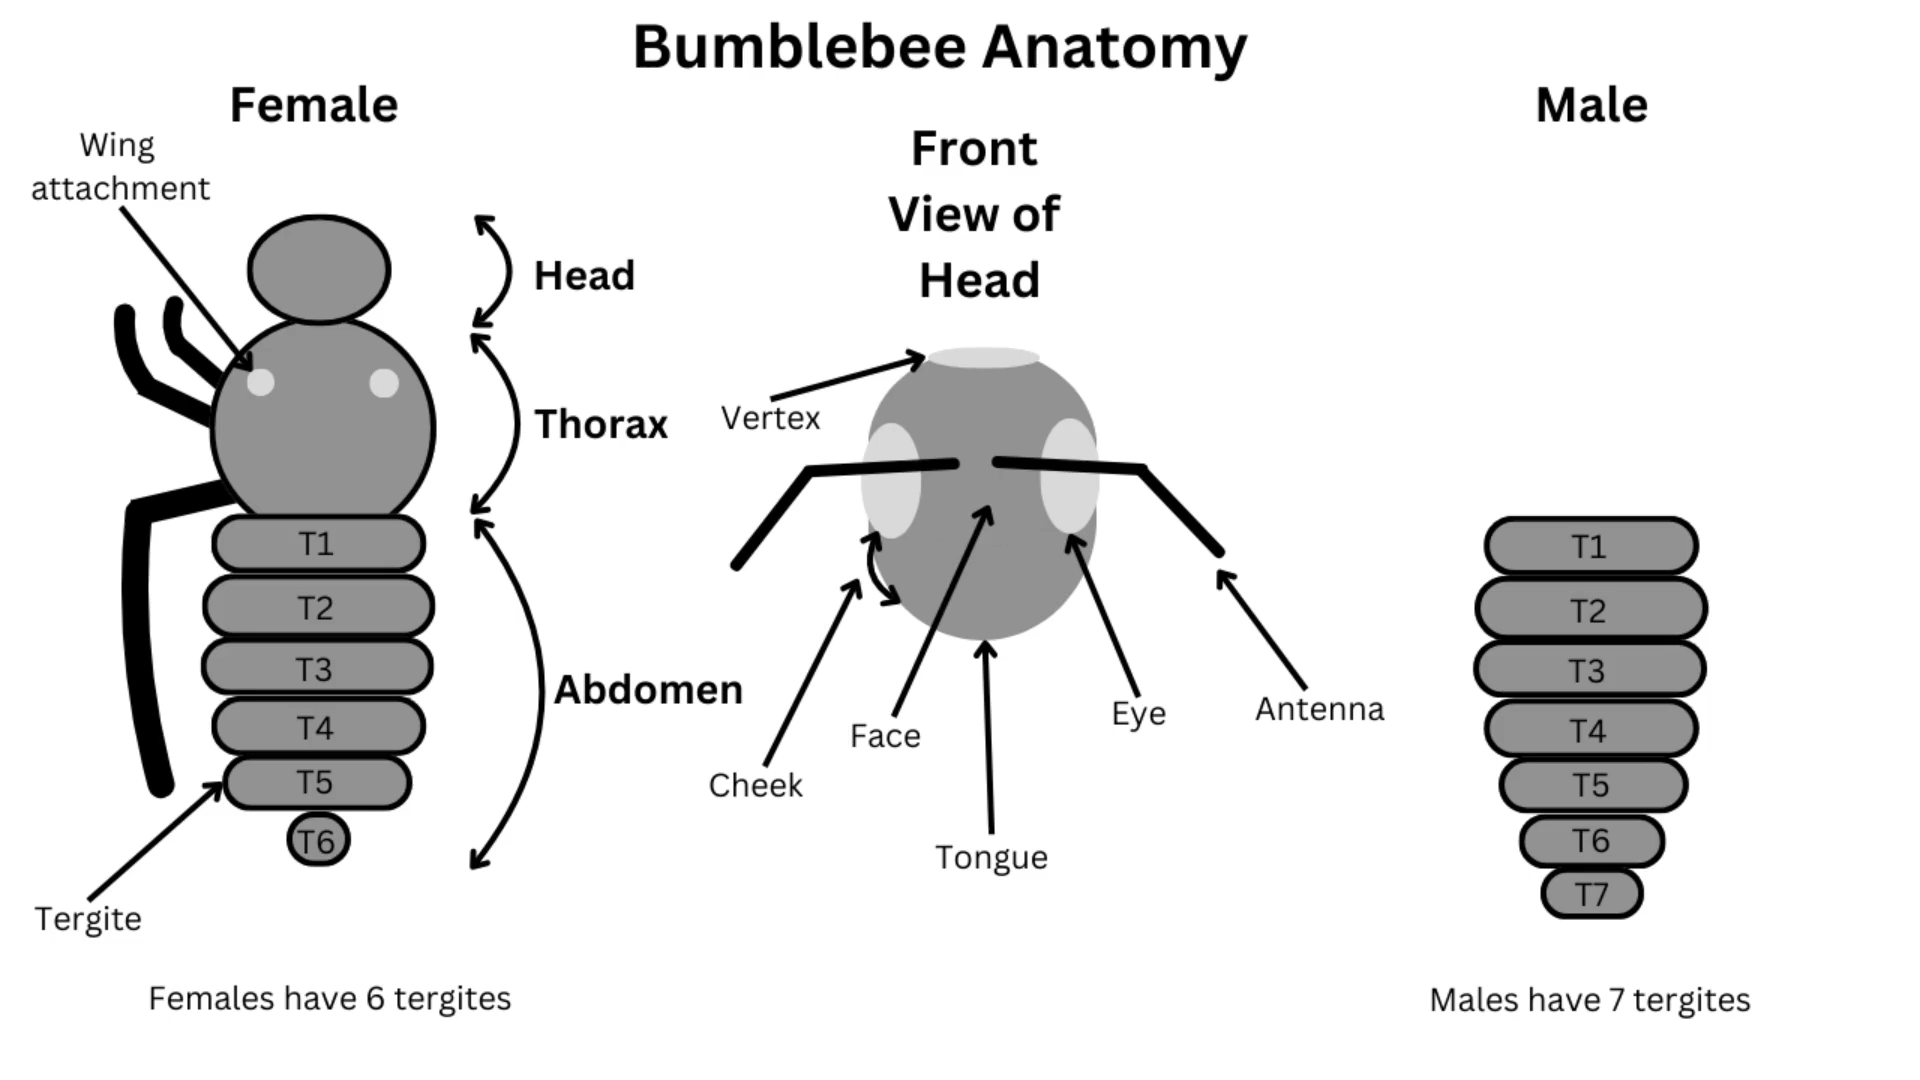 Bumblebee Anatomy
Female
Wing
attachment
Head
Thorax
T1
T2
T3
T4
T5
T6
Abdomen
Tergite
Females have 6 tergites
Front
View of
Head
Vertex
Cheek
Face
Tongue
Eye
Antenna
Male
T1
T2
T3
T4
T5
T6
T7
Males have 7 tergites